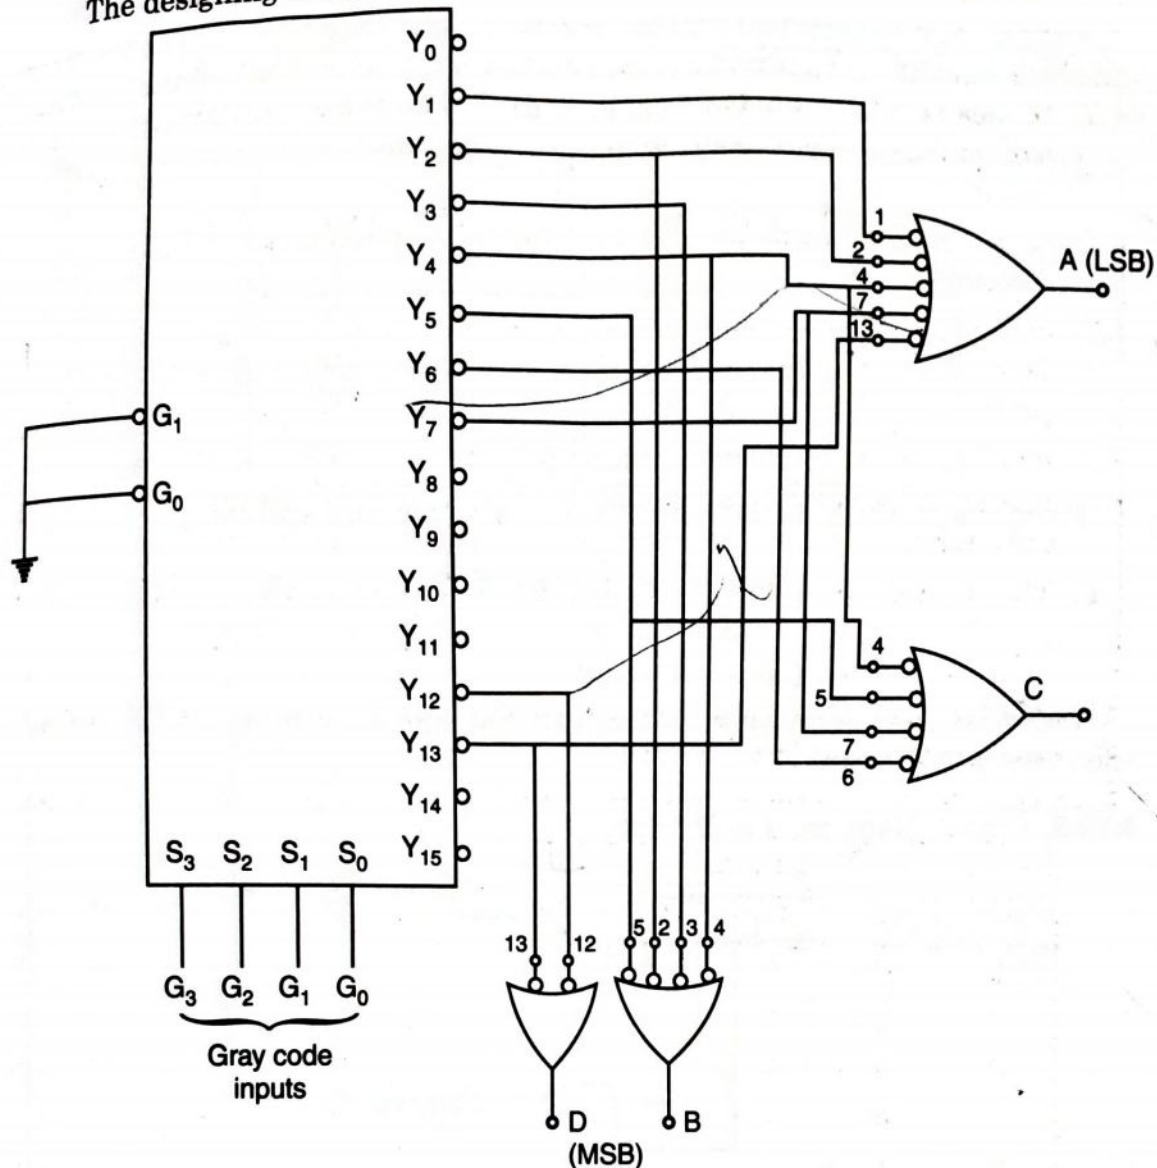 The designing
Y0
Y1
Y2
Y3
Y4
Y5
Y6
Y7
Y8
Y9
Y10
Y11
Y12
Y13
Y14
Y15
G1
G0
S3 S2 S1 S0
G3 G2 G1 G0
Gray code
inputs
1
2
4
7
13
A (LSB)
4
5
7
6
C
13 12
5 2 3 4
D
(MSB)
B